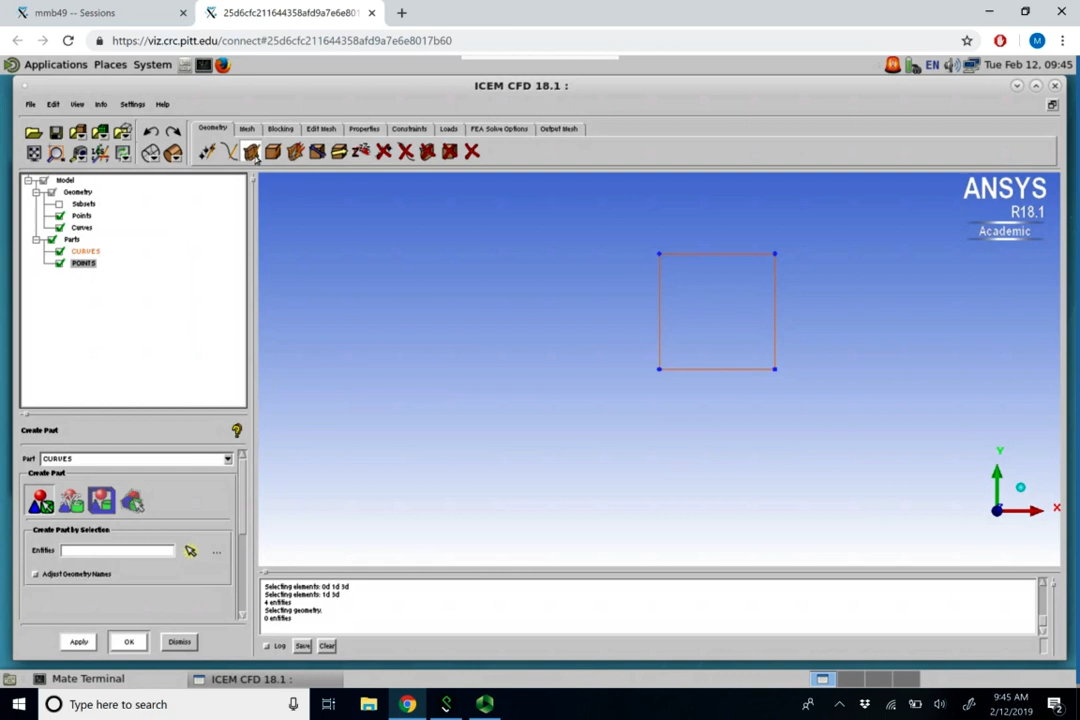 mmb49 -- Sessions
25d6cfc211644358afd9a7e6e8017
https://viz.crc.pitt.edu/connect#25d6cfc211644358afd9a7e6e8017b60
M
Applications Places System
EN Tue Feb 12, 09:45
ICEM CFD 18.1 :
File Edit View Info Settings Help
Geometry Mesh Blocking Edit Mesh Properties Constraints Loads FEA Solve Options Output Mesh
Model
Geometry
Subsets
Points
Curves
Parts
CURVES
POINTS
ANSYS
R18.1
Academic
Y
X
Create Part
Part CURVES
Create Part
Create Part by Selection
Entities
...
Adjust Geometry Names
Apply OK Dismiss
Selecting elements: 0d 1d 3d
Selecting elements: 1d 3d
4 entities
Selecting geometry.
0 entities
Log Save Clear
Mate Terminal
ICEM CFD 18.1 :
Type here to search
9:45 AM
2/12/2019
2